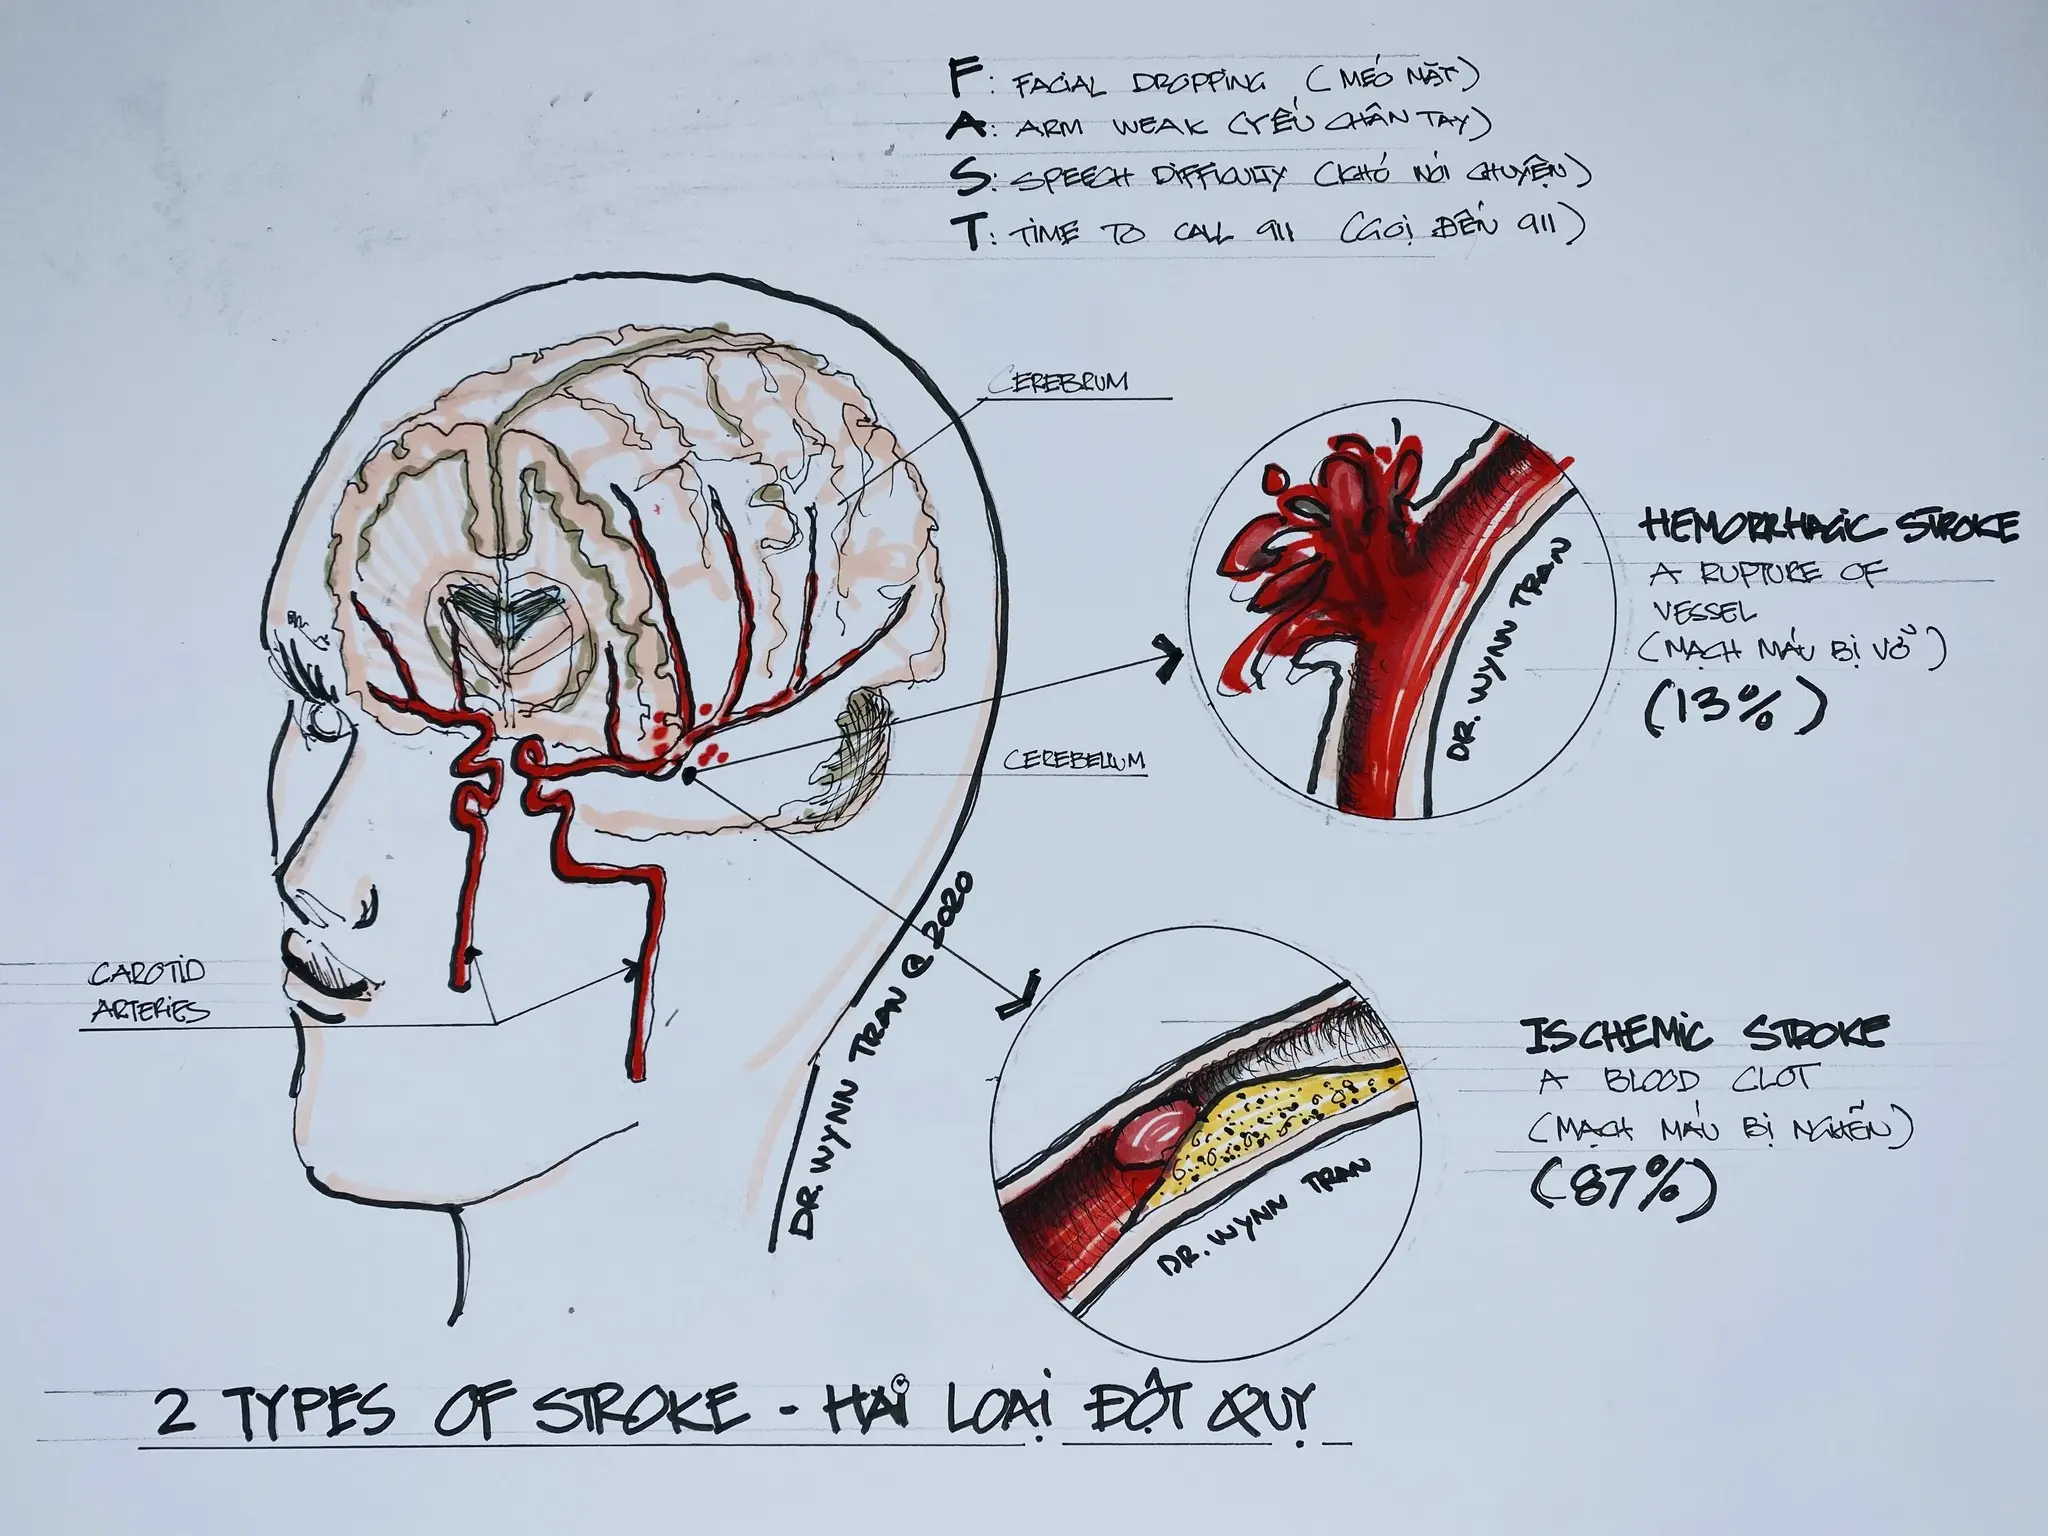 F: FACIAL DROPPING (MÉO MẶT)
A: ARM WEAK (YẾU CHÂN TAY)
S: SPEECH DIFFICULTY (KHÓ NÓI CHUYỆN)
T: TIME TO CALL 911 (GỌI ĐẾN 911)
CEREBRUM
HEMORRHAGIC STROKE
A RUPTURE OF
VESSEL
(MẠCH MÁU BỊ VỠ)
(13%)
DR. WYNN TRAN
CEREBELLUM
CAROTID
ARTERIES
DR. WYNN TRAN @ 2020
ISCHEMIC STROKE
A BLOOD CLOT
(MẠCH MÁU BỊ NGHẼN)
(87%)
DR. WYNN TRAN
2 TYPES OF STROKE - HAI LOẠI ĐỘT QUỴ